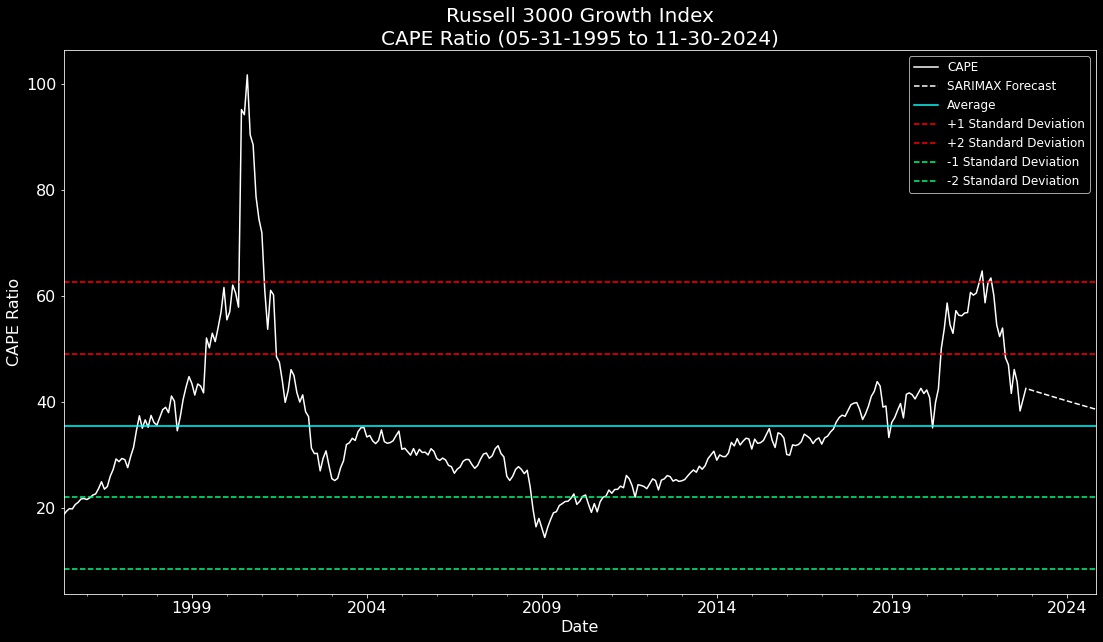 Russell 3000 Growth Index
CAPE Ratio (05-31-1995 to 11-30-2024)
CAPE
SARIMAX Forecast
Average
+1 Standard Deviation
+2 Standard Deviation
-1 Standard Deviation
-2 Standard Deviation
CAPE Ratio
100
80
60
40
20
1999
2004
2009
2014
2019
2024
Date